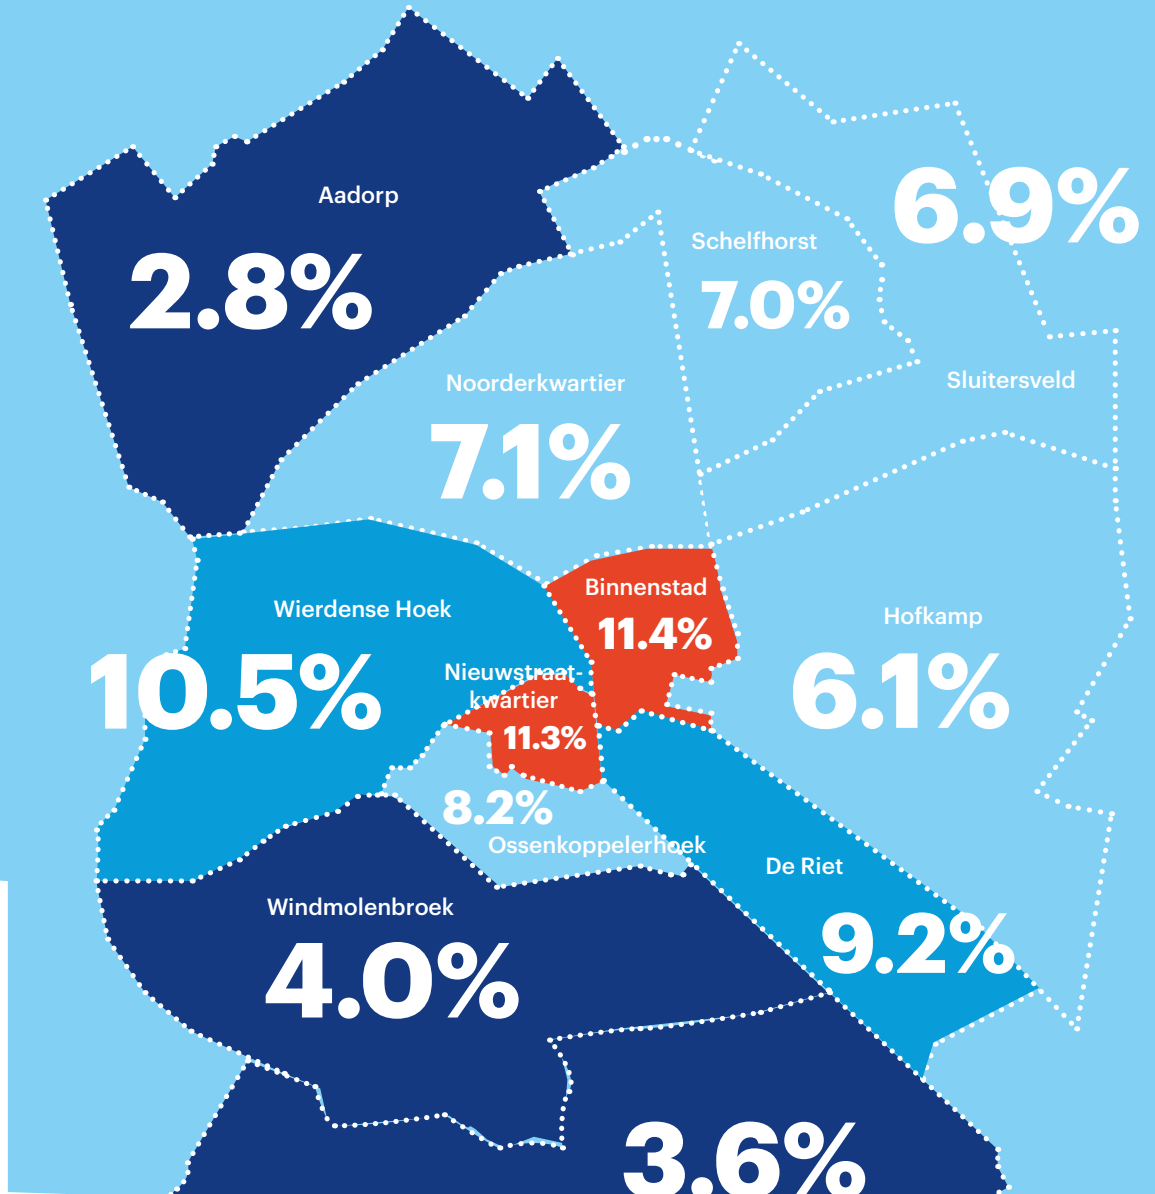 Aadorp
2.8%
6.9%
Schelfhorst
7.0%
Sluitersveld
Noorderkwartier
7.1%
Binnenstad
11.4%
Wierdense Hoek
10.5%
Hofkamp
6.1%
Nieuwstraat-
kwartier
11.3%
8.2%
Ossenkoppelerhoek
De Riet
9.2%
Windmolenbroek
4.0%
3.6%